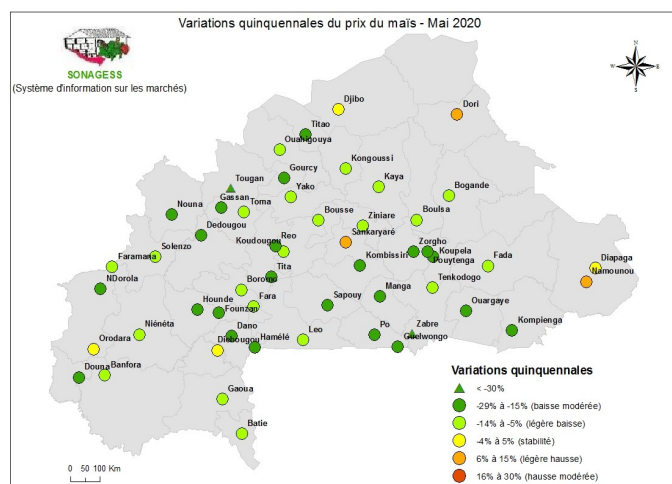 Variations quinquennales du prix du maïs - Mai 2020
SONAGESS
(Système d'information sur les marchés)
N
W
E
S
Djibo
Dori
Titao
Ouahigouya
Kongoussi
Gourcy
Tougan
Kaya
Yako
Bogande
Gassan
Toma
Nouna
Bousse
Boulsa
Ziniare
Dedougou
Sankaryaré
Koudougou
Reo
Zorgho
Koupela
Pouytenga
Solenzo
Kombissiri
Fada
Diapaga
Faramana
Namounou
Tita
Tenkodogo
NDorola
Boromo
Manga
Hounde
Fara
Sapouy
Founzan
Ouargaye
Kompienga
Niénéta
Dano
Leo
Po
Zabre
Hamélé
Guelwongo
Orodara
Disbougou
Banfora
Douna
Gaoua
Batie
Variations quinquennales
< -30%
-29% à -15% (baisse modérée)
-14% à -5% (légère baisse)
-4% à 5% (stabilité)
6% à 15% (légère hausse)
16% à 30% (hausse modérée)
0 50 100 Km